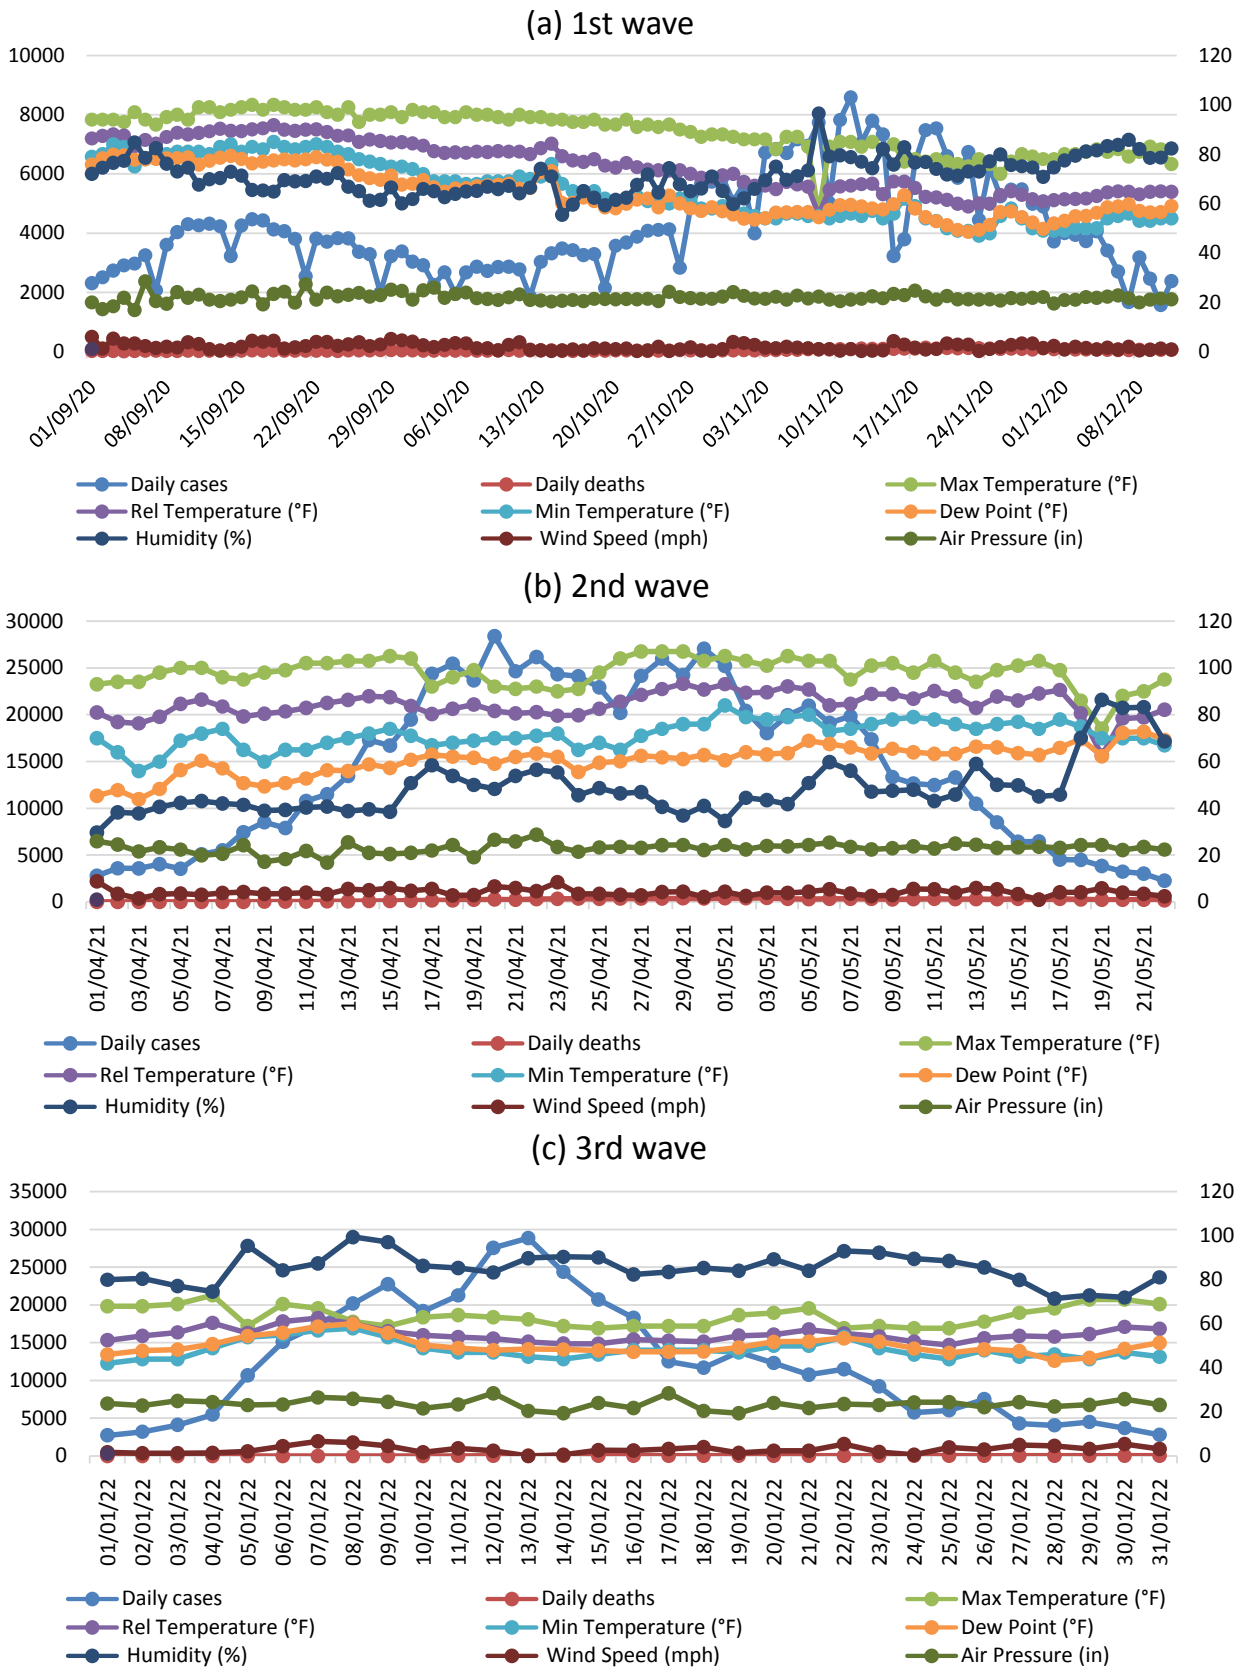 (a) 1st wave
10000 120
8000 100
6000 80
60
4000 40
2000 20
0 0
01/09/20 08/09/20 15/09/20 22/09/20 29/09/20 06/10/20 13/10/20 20/10/20 27/10/20 03/11/20 10/11/20 17/11/20 24/11/20 01/12/20 08/12/20
Daily cases Daily deaths Max Temperature (°F)
Rel Temperature (°F) Min Temperature (°F) Dew Point (°F)
Humidity (%) Wind Speed (mph) Air Pressure (in)
(b) 2nd wave
30000 120
25000 100
20000 80
15000 60
10000 40
5000 20
0 0
01/04/21 03/04/21 05/04/21 07/04/21 09/04/21 11/04/21 13/04/21 15/04/21 17/04/21 19/04/21 21/04/21 23/04/21 25/04/21 27/04/21 29/04/21 01/05/21 03/05/21 05/05/21 07/05/21 09/05/21 11/05/21 13/05/21 15/05/21 17/05/21 19/05/21 21/05/21
Daily cases Daily deaths Max Temperature (°F)
Rel Temperature (°F) Min Temperature (°F) Dew Point (°F)
Humidity (%) Wind Speed (mph) Air Pressure (in)
(c) 3rd wave
35000 120
30000 100
25000 80
20000
15000 60
10000 40
5000 20
0 0
01/01/22 02/01/22 03/01/22 04/01/22 05/01/22 06/01/22 07/01/22 08/01/22 09/01/22 10/01/22 11/01/22 12/01/22 13/01/22 14/01/22 15/01/22 16/01/22 17/01/22 18/01/22 19/01/22 20/01/22 21/01/22 22/01/22 23/01/22 24/01/22 25/01/22 26/01/22 27/01/22 28/01/22 29/01/22 30/01/22 31/01/22
Daily cases Daily deaths Max Temperature (°F)
Rel Temperature (°F) Min Temperature (°F) Dew Point (°F)
Humidity (%) Wind Speed (mph) Air Pressure (in)